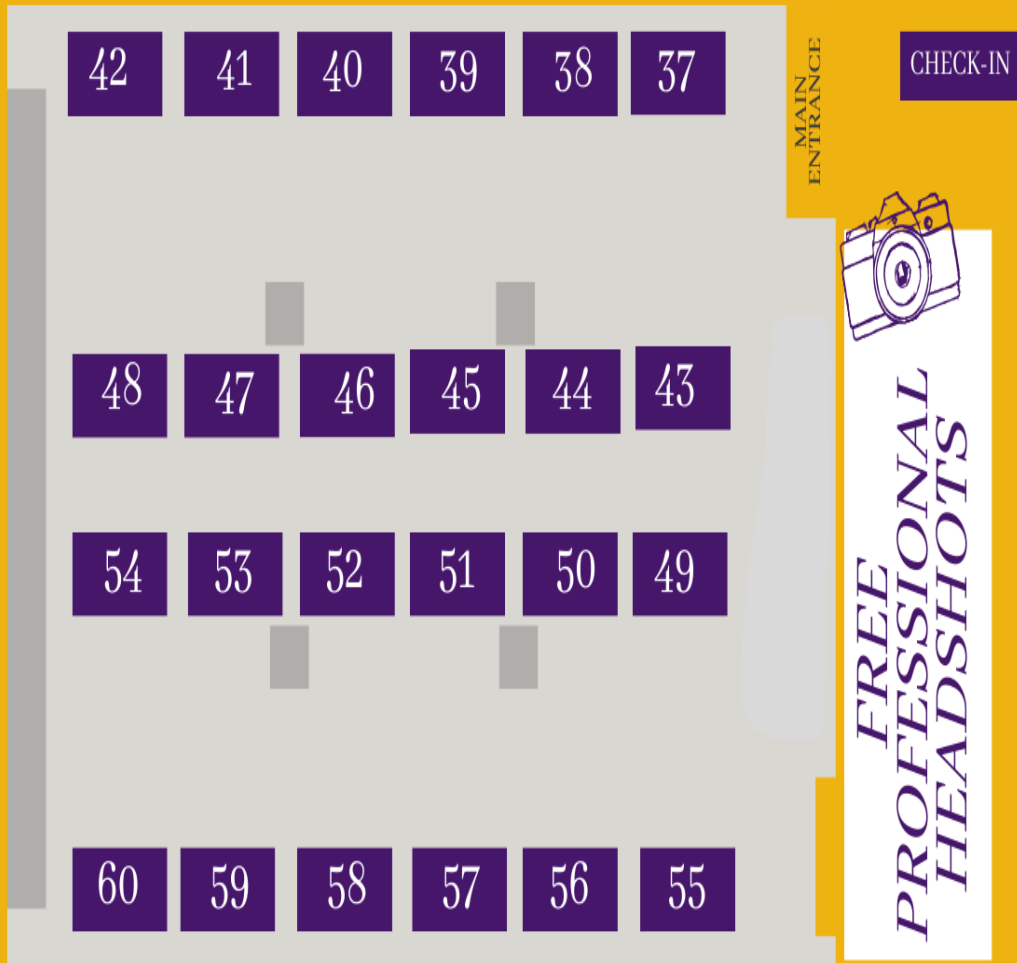 42 41 40 39 38 37
MAIN
ENTRANCE
CHECK-IN
48 47 46 45 44 43
54 53 52 51 50 49
60 59 58 57 56 55
FREE
PROFESSIONAL
HEADSHOTS